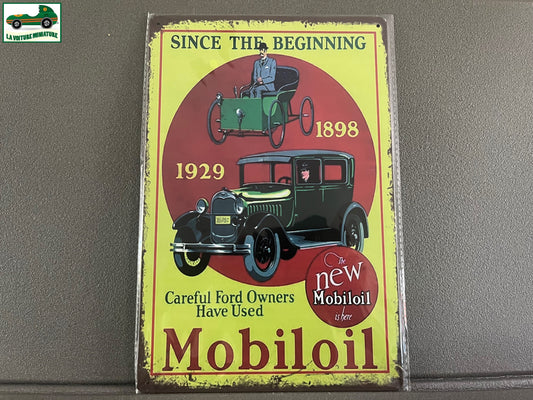 LA VOITURE MINIATURE
SINCE THE BEGINNING
1898
1929
Careful Ford Owners
Have Used
The
new
Mobiloil
is here
Mobiloil